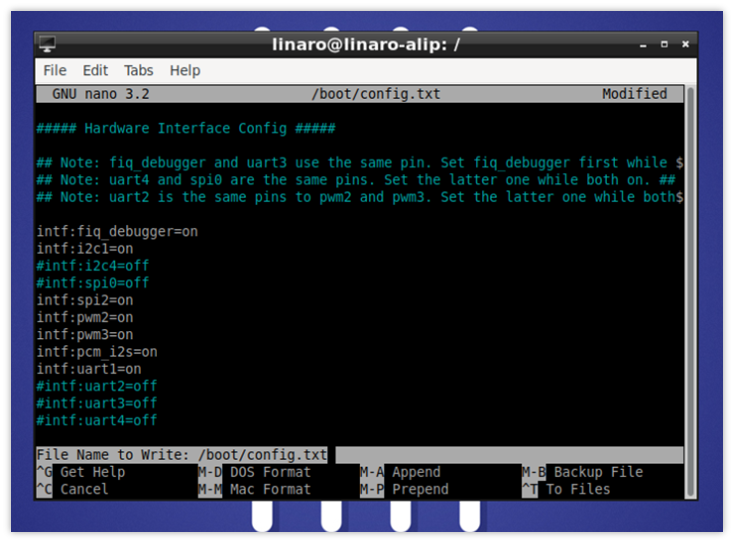 linaro@linaro-alip: /
File Edit Tabs Help
GNU nano 3.2 /boot/config.txt Modified
##### Hardware Interface Config #####
## Note: fiq_debugger and uart3 use the same pin. Set fiq_debugger first while $
## Note: uart4 and spi0 are the same pins. Set the latter one while both on. ##
## Note: uart2 is the same pins to pwm2 and pwm3. Set the latter one while both$
intf:fiq_debugger=on
intf:i2c1=on
#intf:i2c4=off
#intf:spi0=off
intf:spi2=on
intf:pwm2=on
intf:pwm3=on
intf:pcm_i2s=on
intf:uart1=on
#intf:uart2=off
#intf:uart3=off
#intf:uart4=off
File Name to Write: /boot/config.txt
^G Get Help M-D DOS Format M-A Append M-B Backup File
^C Cancel M-M Mac Format M-P Prepend ^T To Files